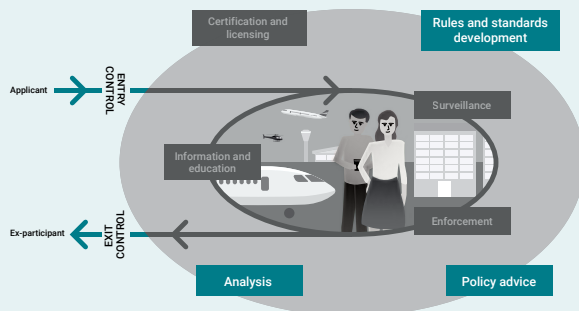 Certification and
licensing
Rules and standards
development
Applicant
ENTRY
CONTROL
Surveillance
Information and
education
Enforcement
Ex-participant
EXIT
CONTROL
Analysis
Policy advice